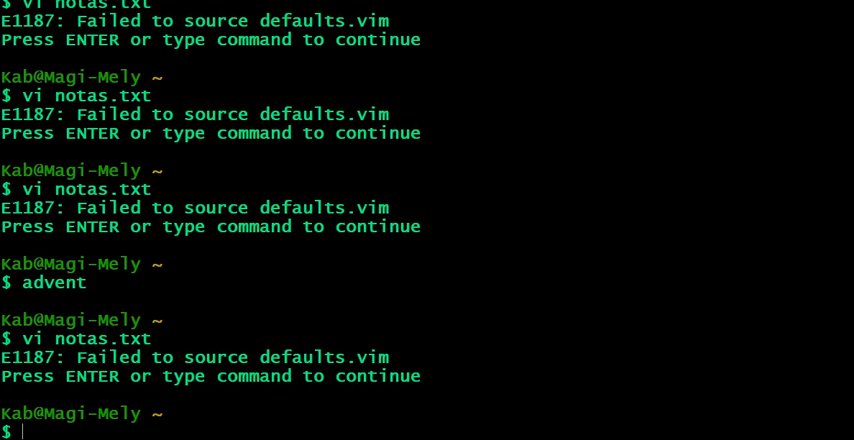 $ vi notas.txt
E1187: Failed to source defaults.vim
Press ENTER or type command to continue
Kab@Magi-Mely ~
$ vi notas.txt
E1187: Failed to source defaults.vim
Press ENTER or type command to continue
Kab@Magi-Mely ~
$ vi notas.txt
E1187: Failed to source defaults.vim
Press ENTER or type command to continue
Kab@Magi-Mely ~
$ advent
Kab@Magi-Mely ~
$ vi notas.txt
E1187: Failed to source defaults.vim
Press ENTER or type command to continue
Kab@Magi-Mely ~
$